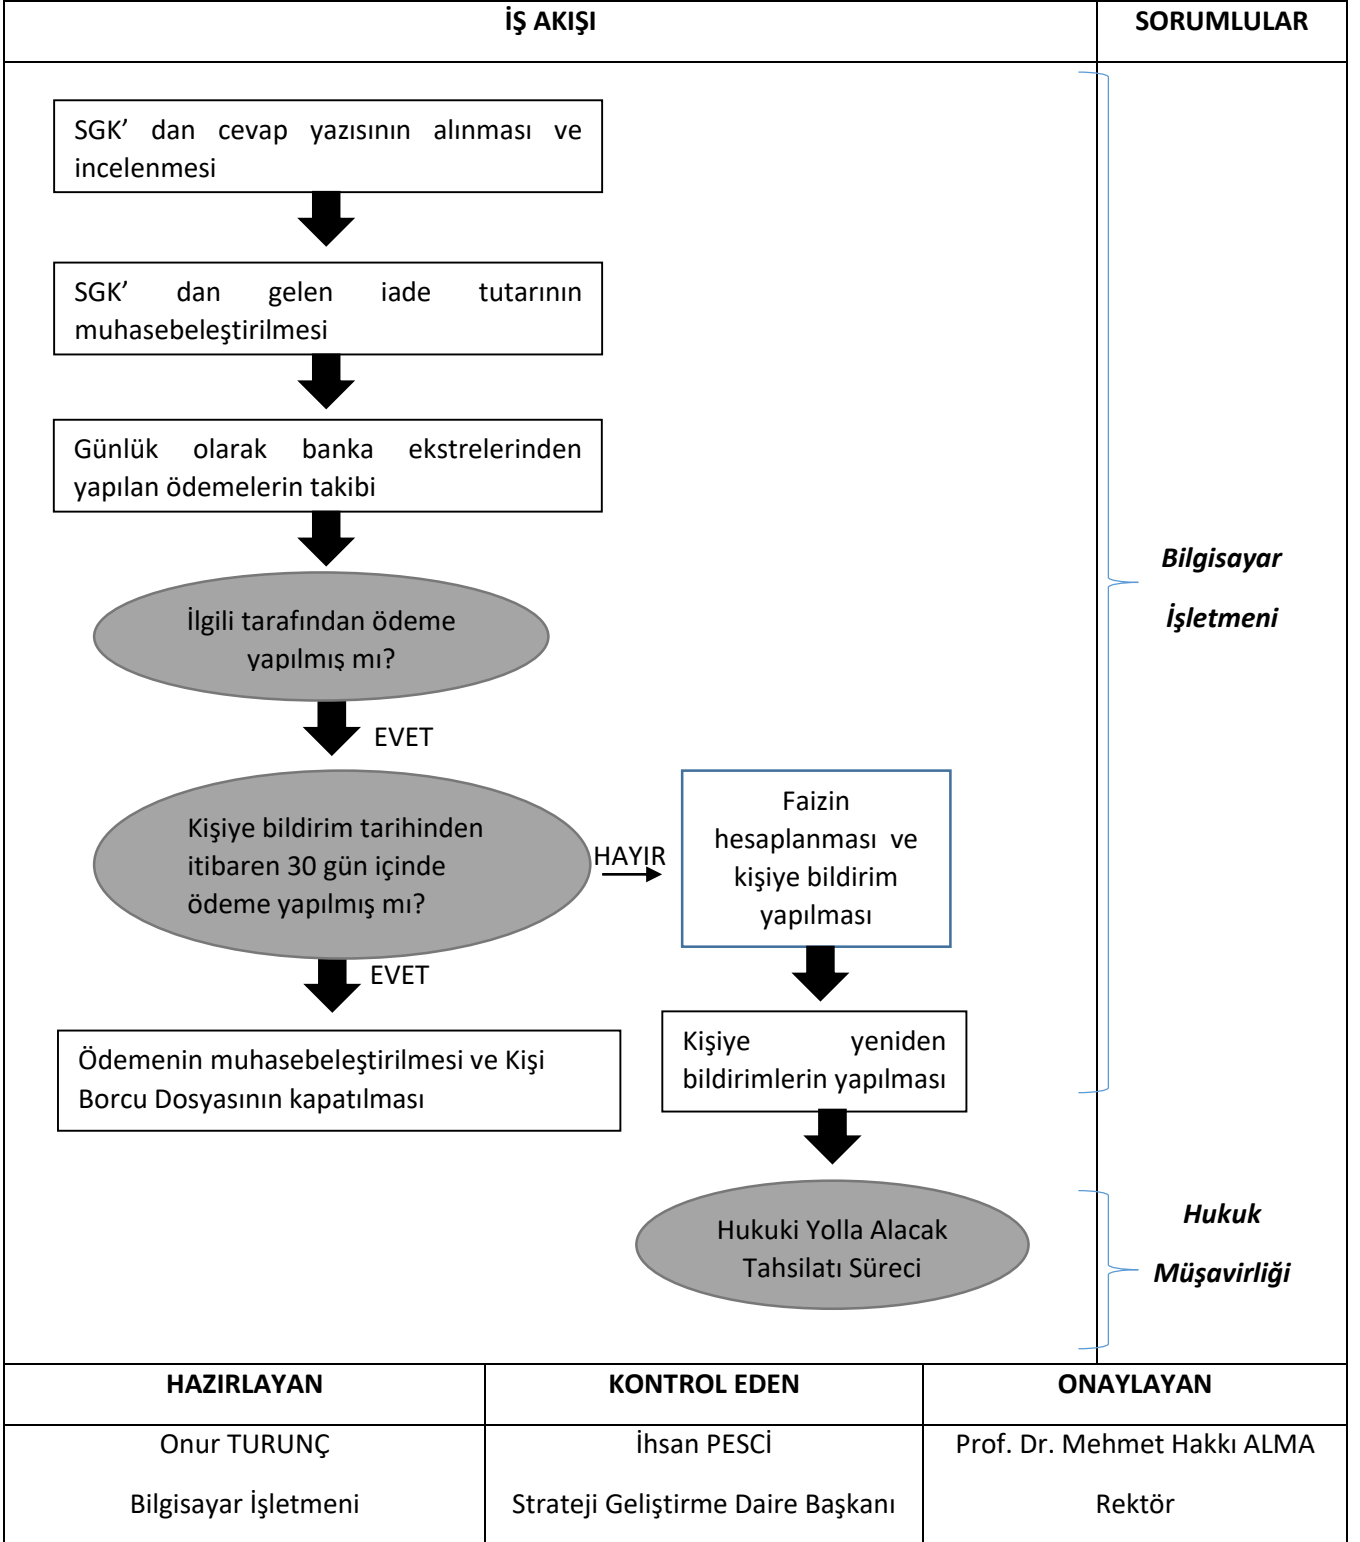 İŞ AKIŞI
SORUMLULAR
SGK’ dan cevap yazısının alınması ve
incelenmesi
SGK’ dan gelen iade tutarının
muhasebeleştirilmesi
Günlük olarak banka ekstrelerinden
yapılan ödemelerin takibi
İlgili tarafından ödeme
yapılmış mı?
EVET
Kişiye bildirim tarihinden
itibaren 30 gün içinde
ödeme yapılmış mı?
HAYIR
Faizin
hesaplanması ve
kişiye bildirim
yapılması
EVET
Ödemenin muhasebeleştirilmesi ve Kişi
Borcu Dosyasının kapatılması
Kişiye yeniden
bildirimlerin yapılması
Hukuki Yolla Alacak
Tahsilatı Süreci
Bilgisayar
İşletmeni
Hukuk
Müşavirliği
HAZIRLAYAN
KONTROL EDEN
ONAYLAYAN
Onur TURUNÇ
Bilgisayar İşletmeni
İhsan PESCİ
Strateji Geliştirme Daire Başkanı
Prof. Dr. Mehmet Hakkı ALMA
Rektör